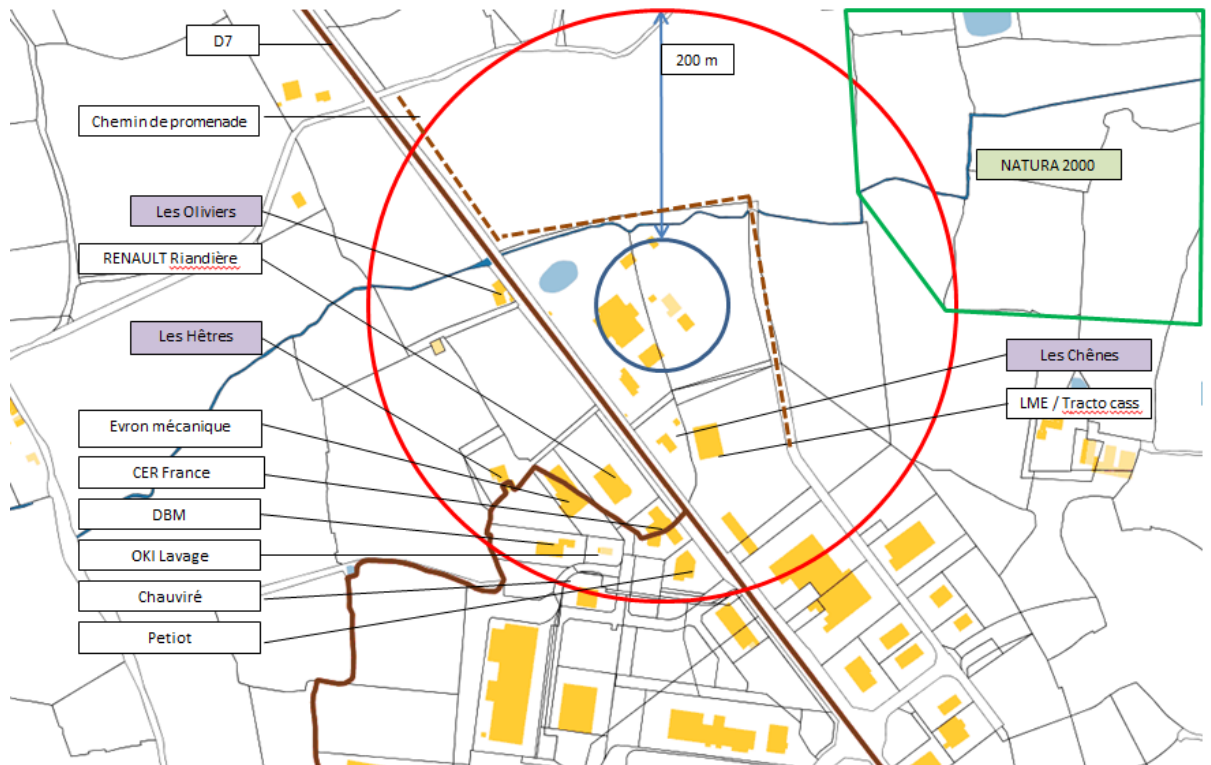 D7
200 m
Chemin de promenade
NATURA 2000
Les Oliviers
RENAULT Riandière
Les Hêtres
Les Chênes
LME / Tracto cass
Evron mécanique
CER France
DBM
OKI Lavage
Chauviré
Petiot